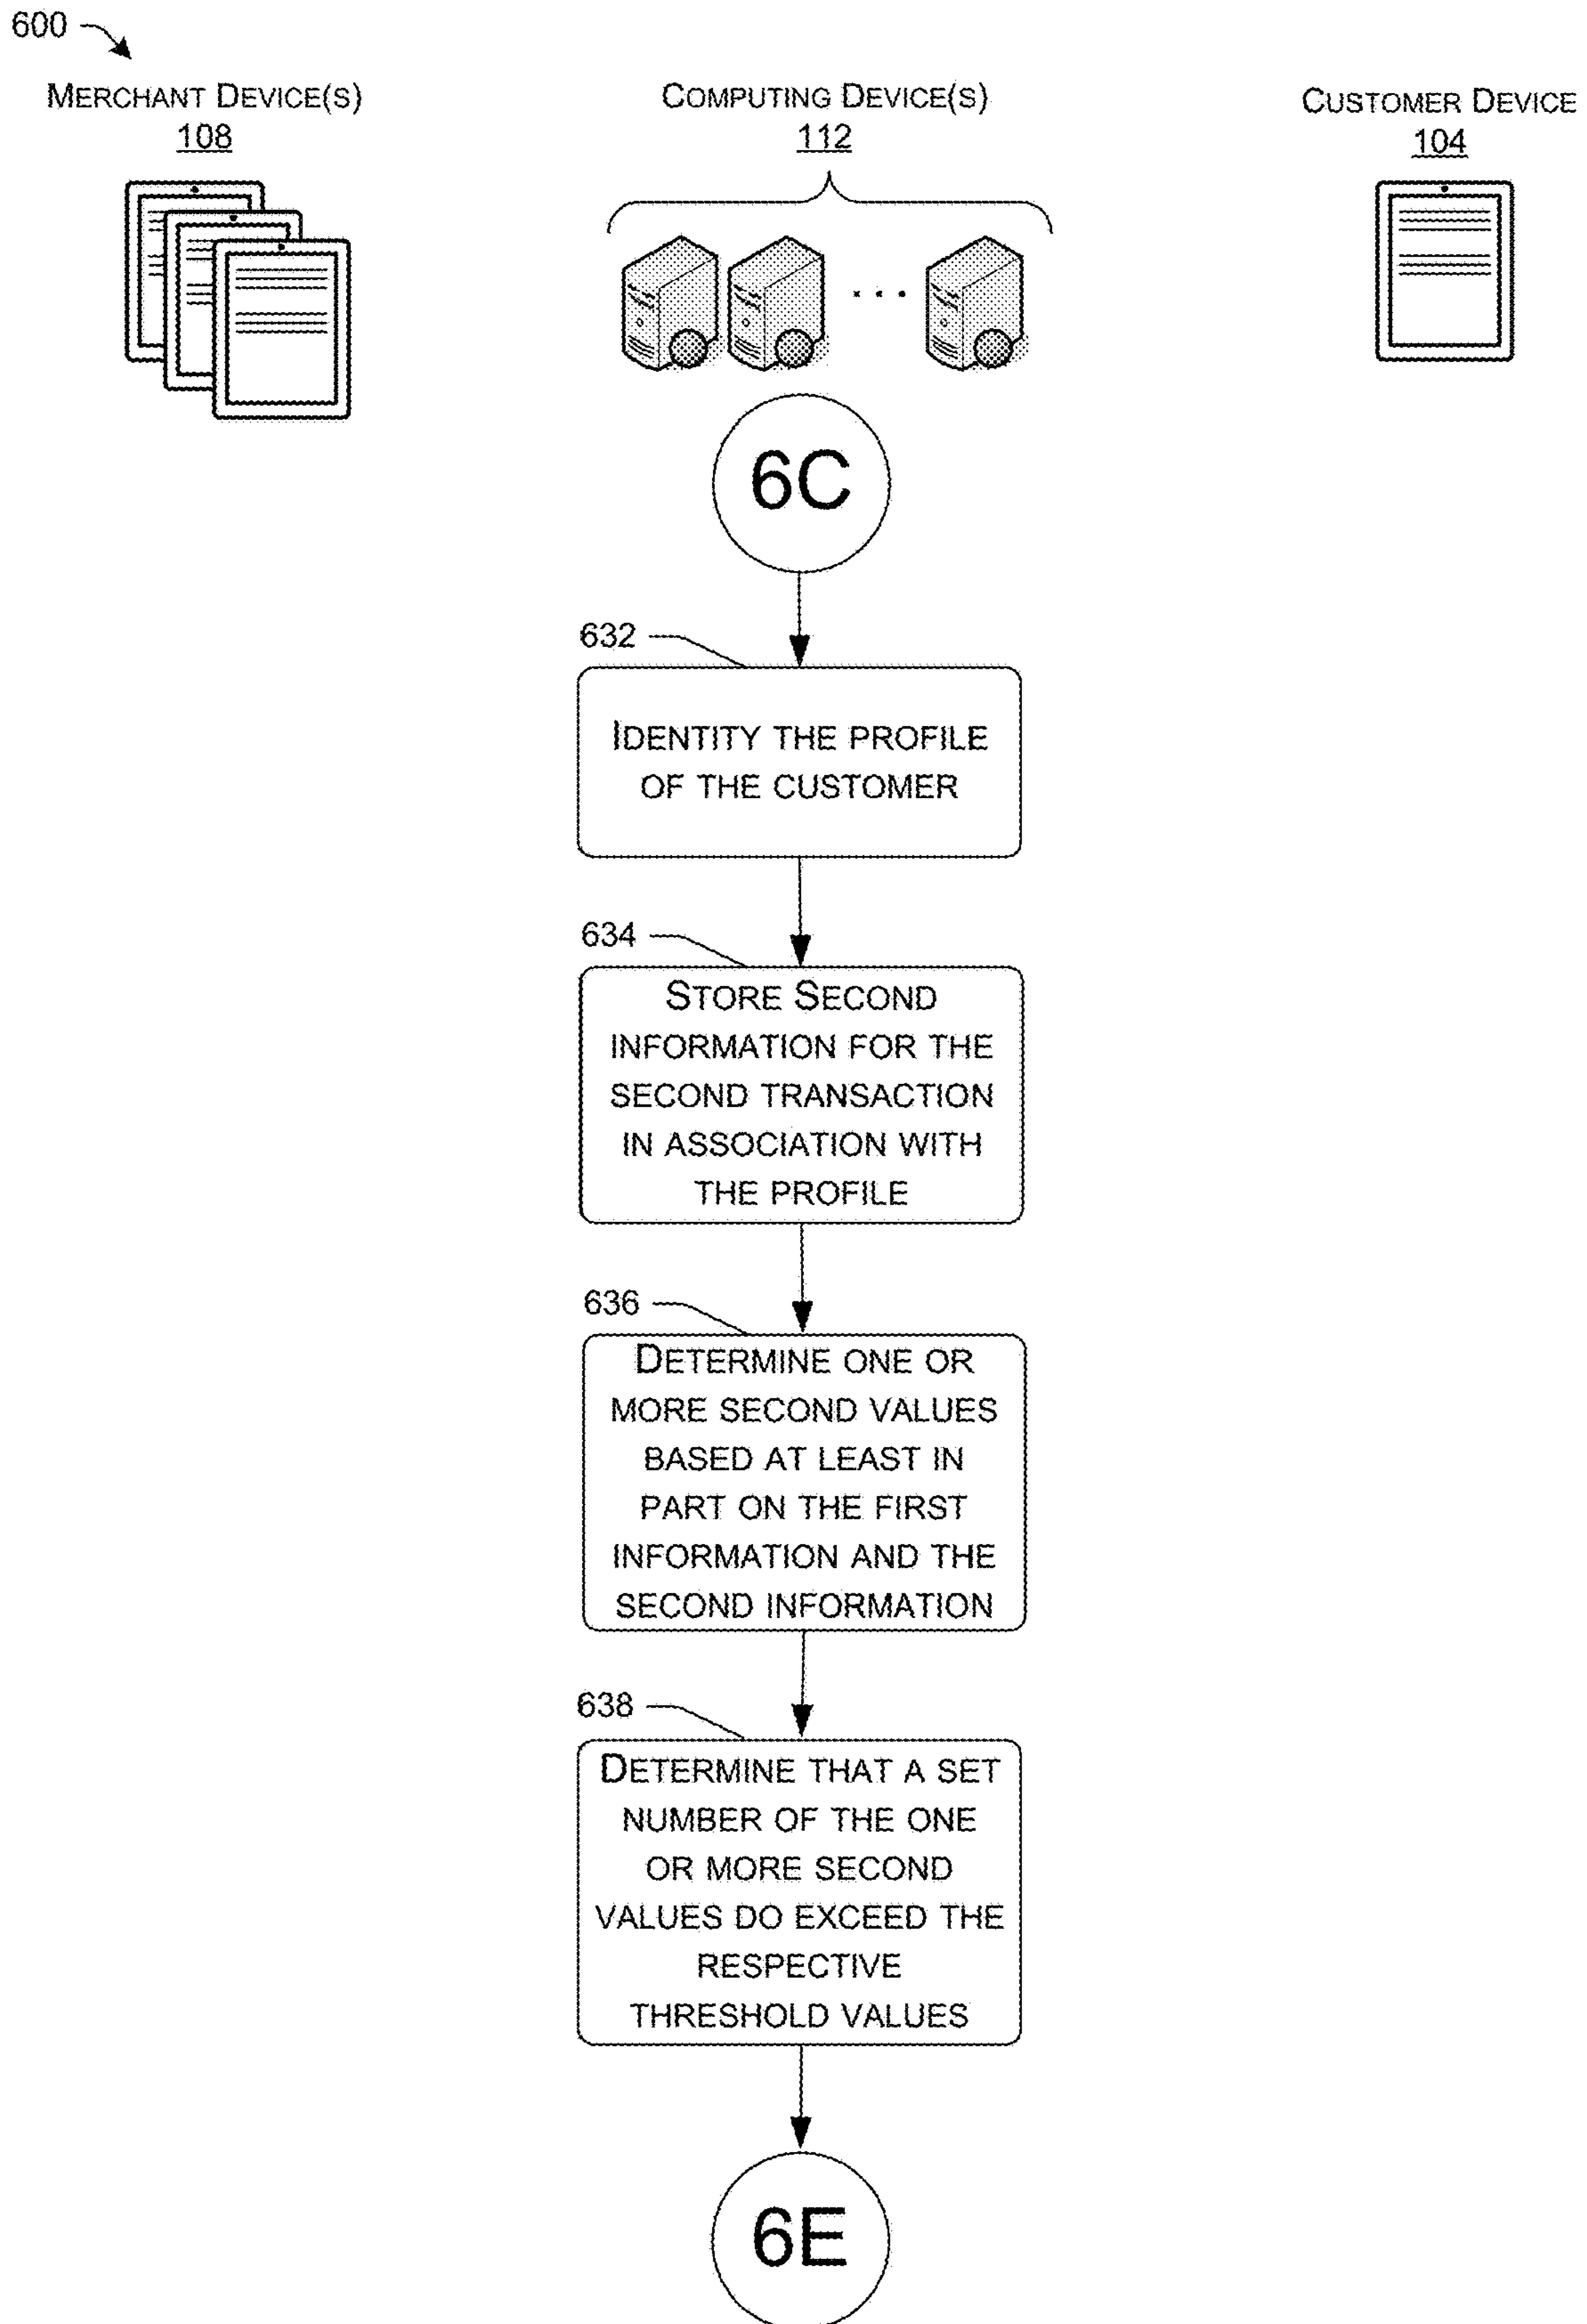 600
MERCHANT DEVICE(S)
108
COMPUTING DEVICE(S)
112
CUSTOMER DEVICE
104
6C
632
IDENTITY THE PROFILE
OF THE CUSTOMER
634
STORE SECOND
INFORMATION FOR THE
SECOND TRANSACTION
IN ASSOCIATION WITH
THE PROFILE
636
DETERMINE ONE OR
MORE SECOND VALUES
BASED AT LEAST IN
PART ON THE FIRST
INFORMATION AND THE
SECOND INFORMATION
638
DETERMINE THAT A SET
NUMBER OF THE ONE
OR MORE SECOND
VALUES DO EXCEED THE
RESPECTIVE
THRESHOLD VALUES
6E